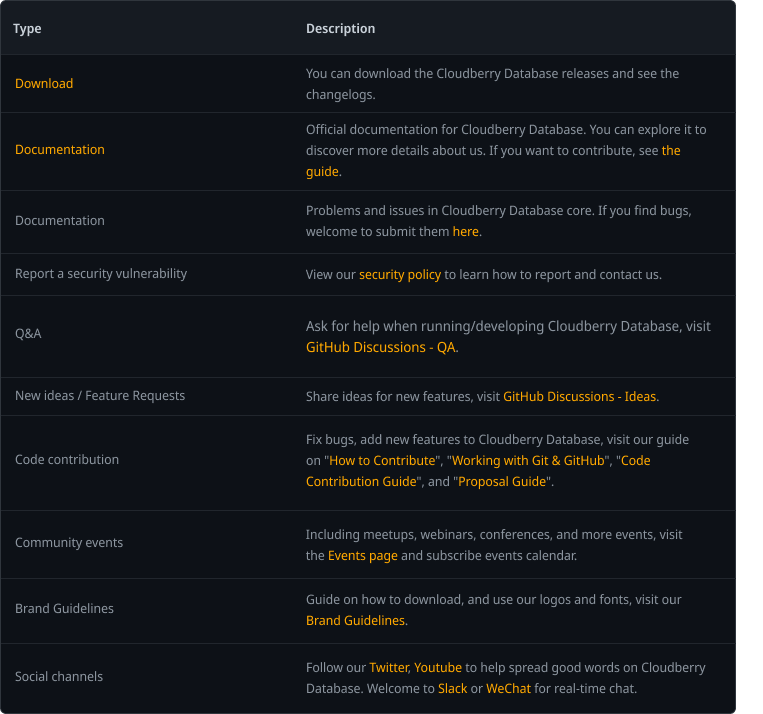 Type
Description
Download
You can download the Cloudberry Database releases and see the
changelogs.
Documentation
Official documentation for Cloudberry Database. You can explore it to
discover more details about us. If you want to contribute, see the
guide.
Documentation
Problems and issues in Cloudberry Database core. If you find bugs,
welcome to submit them here.
Report a security vulnerability
View our security policy to learn how to report and contact us.
Q&A
Ask for help when running/developing Cloudberry Database, visit
GitHub Discussions - QA.
New ideas / Feature Requests
Share ideas for new features, visit GitHub Discussions - Ideas.
Code contribution
Fix bugs, add new features to Cloudberry Database, visit our guide
on "How to Contribute", "Working with Git & GitHub", "Code
Contribution Guide", and "Proposal Guide".
Community events
Including meetups, webinars, conferences, and more events, visit
the Events page and subscribe events calendar.
Brand Guidelines
Guide on how to download, and use our logos and fonts, visit our
Brand Guidelines.
Social channels
Follow our Twitter, Youtube to help spread good words on Cloudberry
Database. Welcome to Slack or WeChat for real-time chat.